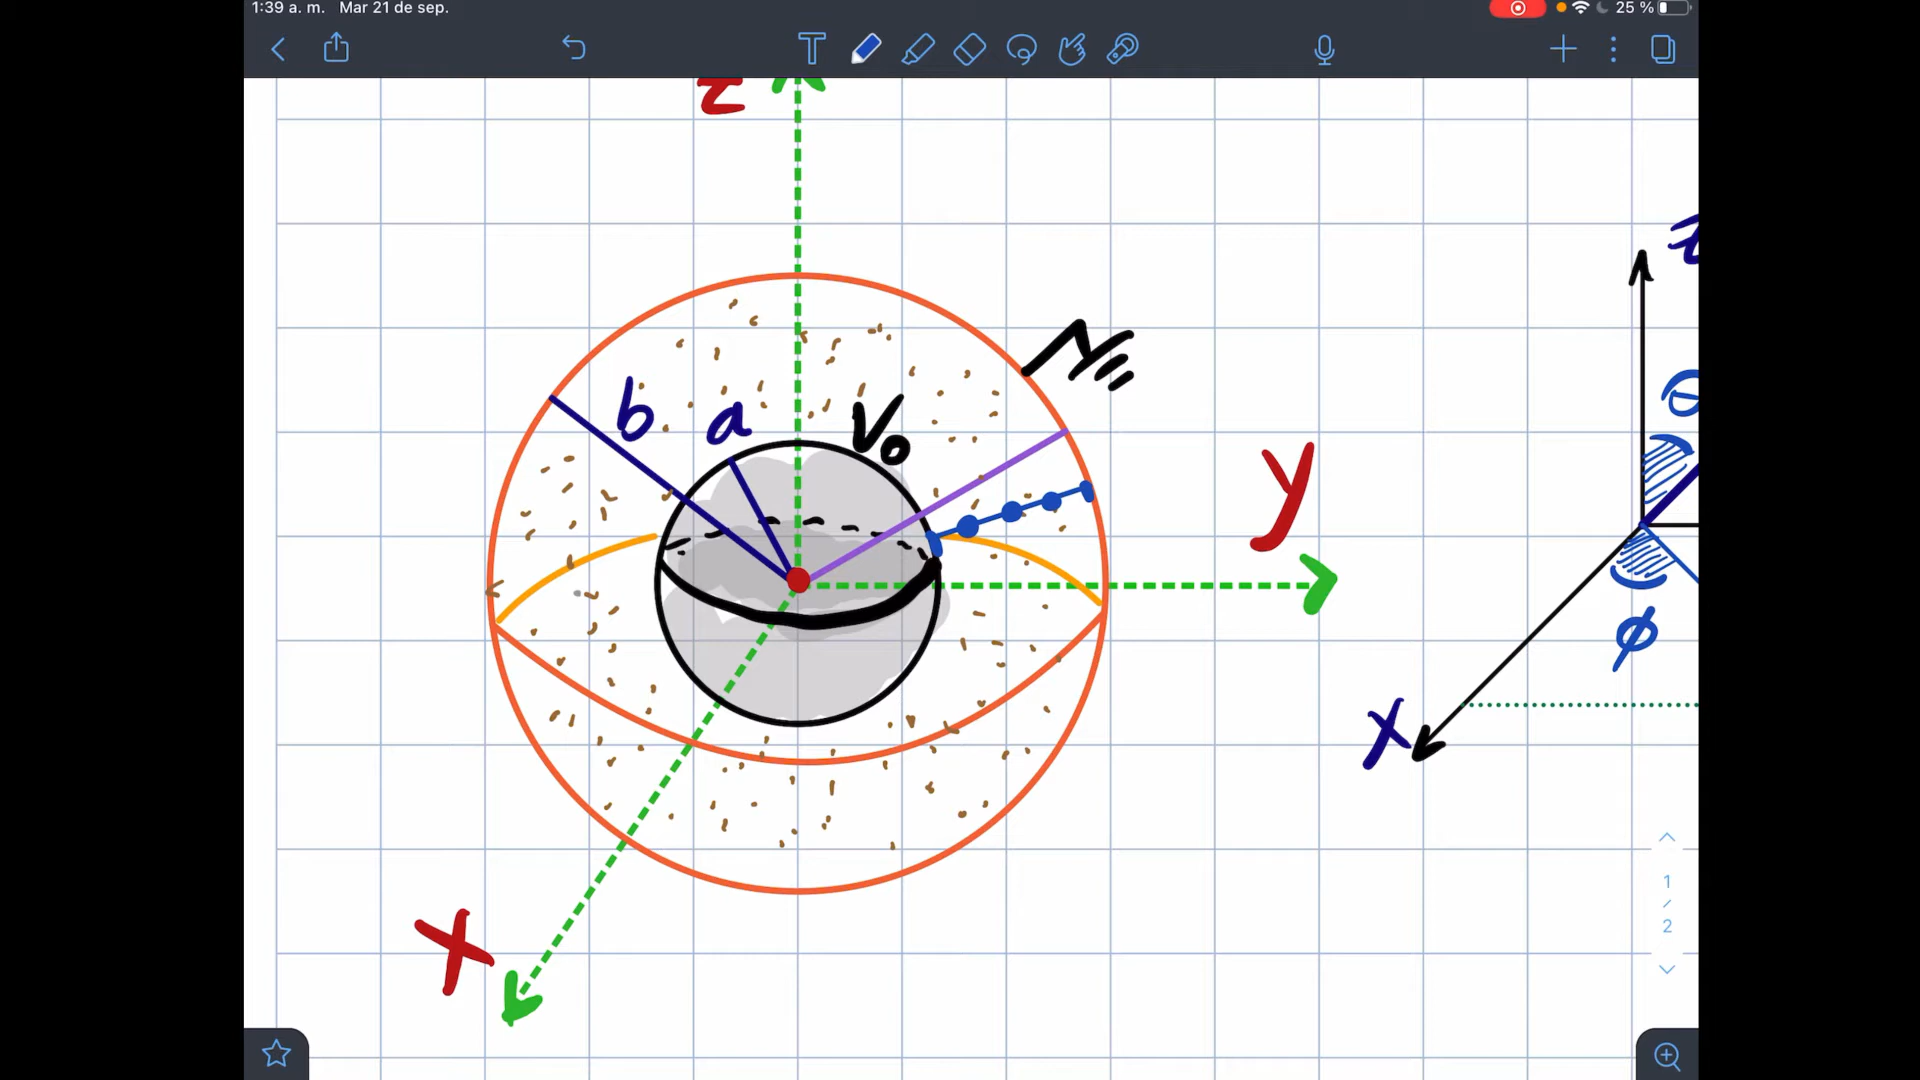 1:39 a. m. Mar 21 de sep. 25 %
T
z
b a V₀
y
θ
ϕ
x
X
1
/
2